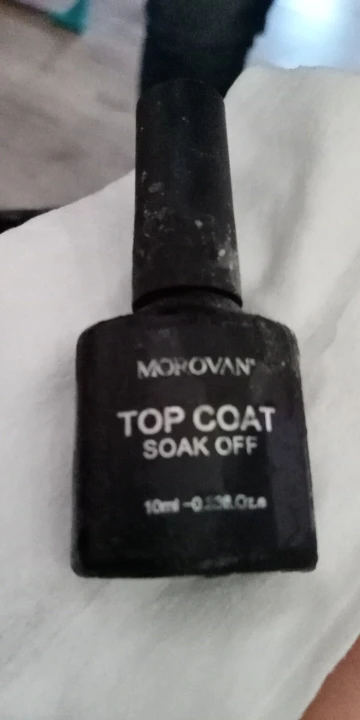 MOROVAN
TOP COAT
SOAK OFF
10ml